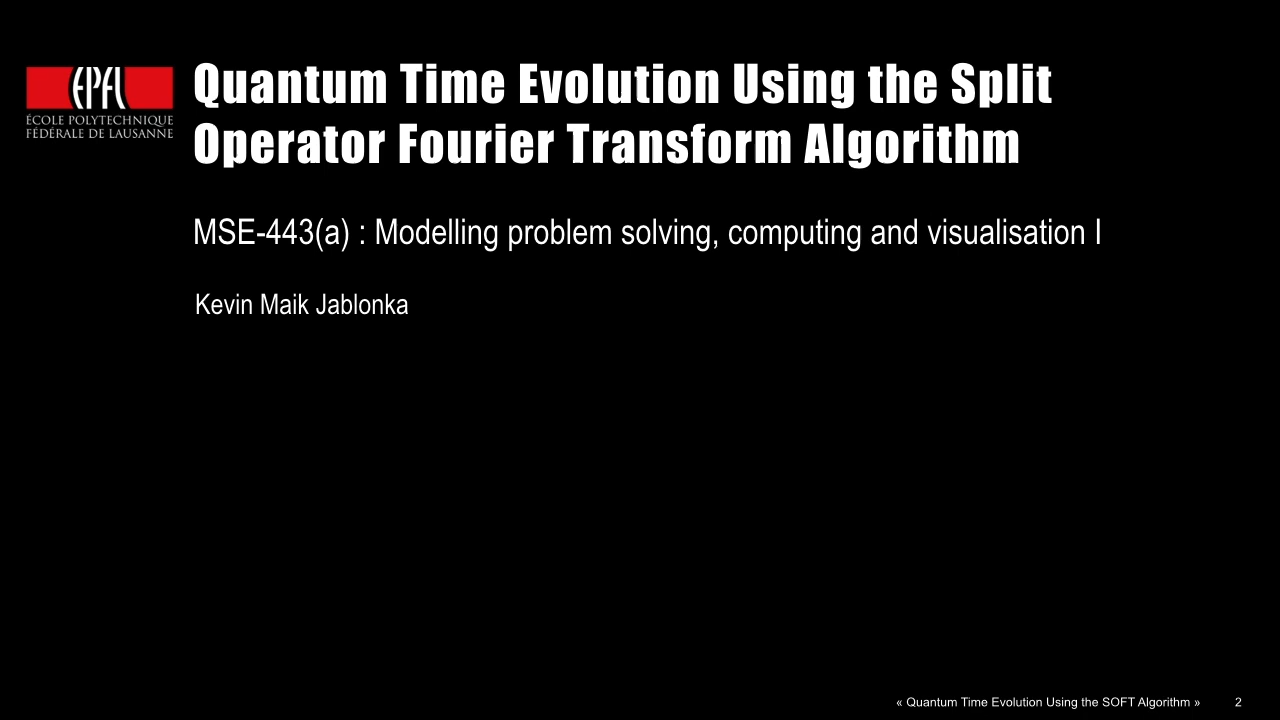 EPFL
ÉCOLE POLYTECHNIQUE
FÉDÉRALE DE LAUSANNE
Quantum Time Evolution Using the Split
Operator Fourier Transform Algorithm
MSE-443(a) : Modelling problem solving, computing and visualisation I
Kevin Maik Jablonka
« Quantum Time Evolution Using the SOFT Algorithm » 2